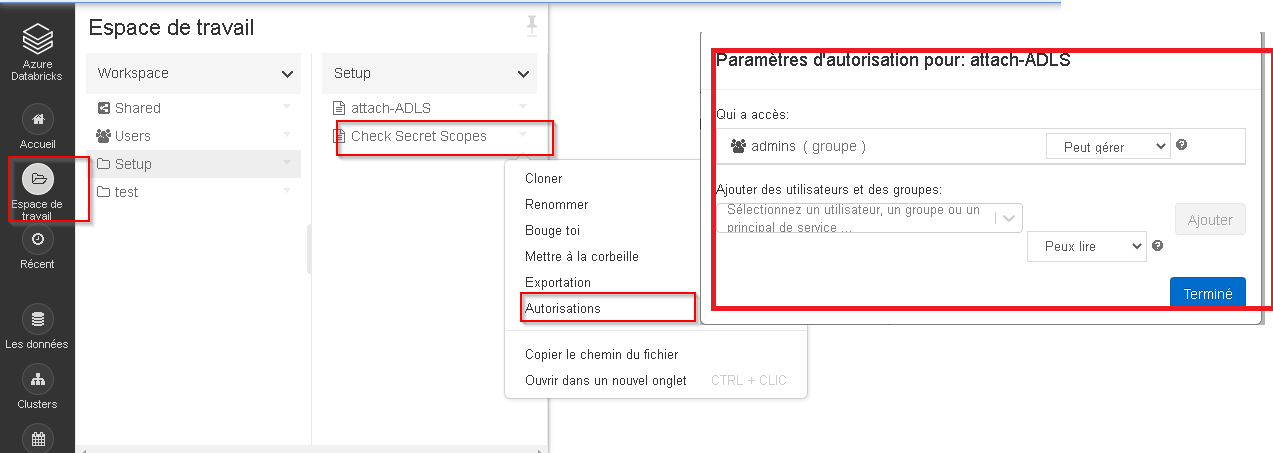 Azure
Databricks
Accueil
Espace de
travail
Récent
Les données
Clusters
Espace de travail
Workspace
Shared
Users
Setup
test
Setup
attach-ADLS
Check Secret Scopes
Cloner
Renommer
Bouge toi
Mettre à la corbeille
Exportation
Autorisations
Copier le chemin du fichier
Ouvrir dans un nouvel onglet CTRL + CLIC
Paramètres d'autorisation pour: attach-ADLS
Qui a accès:
admins ( groupe ) Peut gérer
Ajouter des utilisateurs et des groupes:
Sélectionnez un utilisateur, un groupe ou un
principal de service ...
Ajouter
Peux lire
Terminé